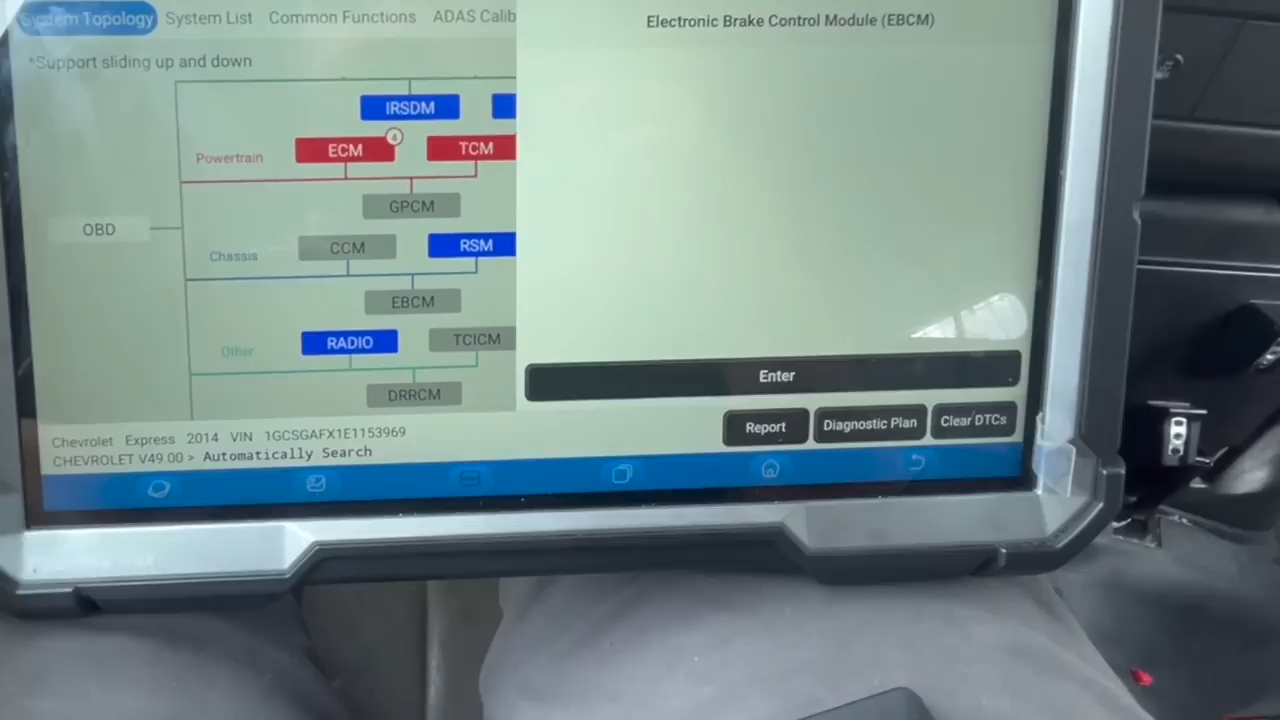 System Topology System List Common Functions ADAS Calib
Electronic Brake Control Module (EBCM)
*Support sliding up and down
IRSDM
4
Powertrain ECM TCM
GPCM
OBD
Chassis CCM RSM
EBCM
Other RADIO TCICM
DRRCM
Enter
Report Diagnostic Plan Clear DTCs
Chevrolet Express 2014 VIN 1GCSGAFX1E1153969
CHEVROLET V49.00 > Automatically Search